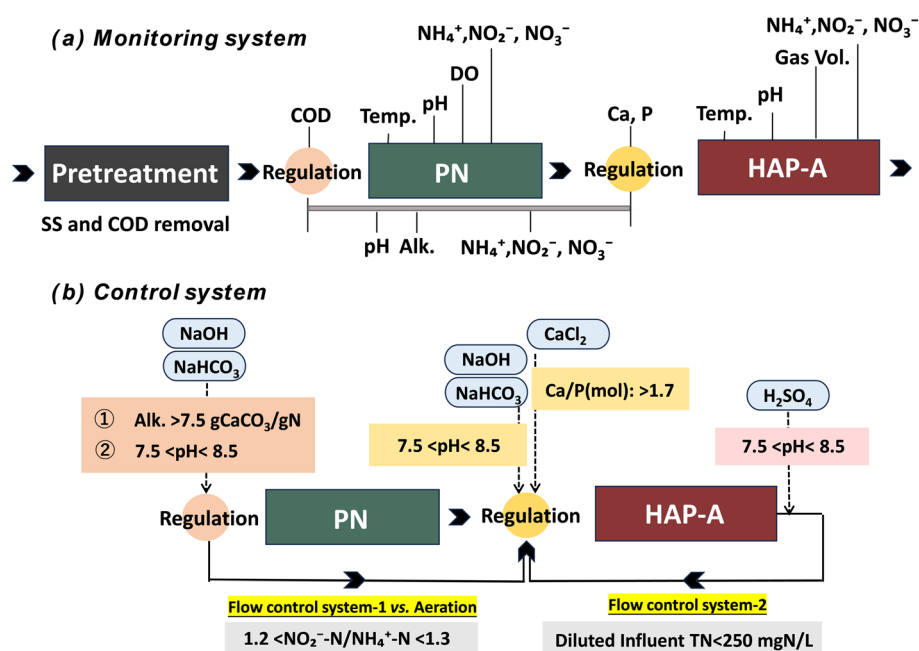 (a) Monitoring system
NH₄⁺,NO₂⁻, NO₃⁻
DO
pH
Temp.
COD
Ca, P
NH₄⁺,NO₂⁻, NO₃⁻
Gas Vol.
pH
Temp.
Pretreatment
Regulation
PN
Regulation
HAP-A
SS and COD removal
pH Alk. NH₄⁺,NO₂⁻, NO₃⁻
(b) Control system
NaOH
NaHCO₃
CaCl₂
NaOH
NaHCO₃
Ca/P(mol): >1.7
H₂SO₄
① Alk. >7.5 gCaCO₃/gN
② 7.5 <pH< 8.5
7.5 <pH< 8.5
7.5 <pH< 8.5
Regulation
PN
Regulation
HAP-A
Flow control system-1 vs. Aeration
1.2 <NO₂⁻-N/NH₄⁺-N <1.3
Flow control system-2
Diluted Influent TN<250 mgN/L